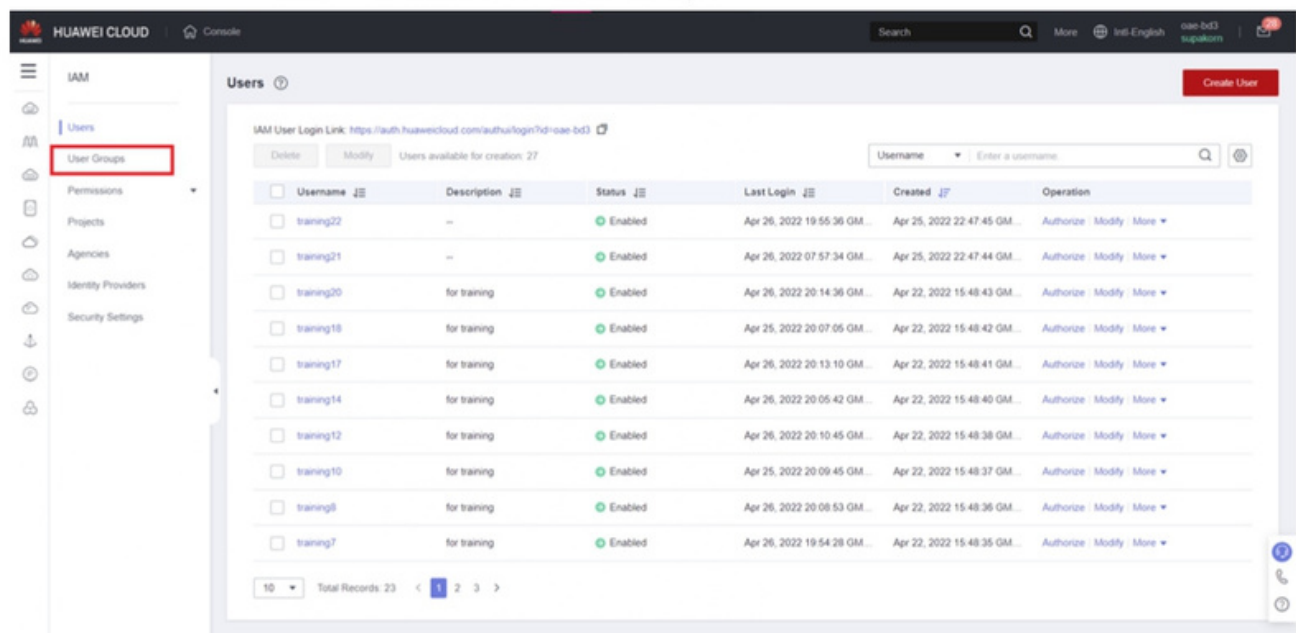 HUAWEI
HUAWEI CLOUD Console Search More Intl-English oae-bd3 supakorn 28
IAM
Users
User Groups
Permissions
Projects
Agencies
Identity Providers
Security Settings
Users
Create User
IAM User Login Link: https://auth.huaweicloud.com/authui/login?id=oae-bd3
Delete Modify Users available for creation: 27 Username Enter a username.
Username Description Status Last Login Created Operation
training22 -- Enabled Apr 26, 2022 19:55:36 GM... Apr 25, 2022 22:47:45 GM... Authorize Modify More
training21 -- Enabled Apr 26, 2022 07:57:34 GM... Apr 25, 2022 22:47:44 GM... Authorize Modify More
training20 for training Enabled Apr 26, 2022 20:14:36 GM... Apr 22, 2022 15:48:43 GM... Authorize Modify More
training18 for training Enabled Apr 25, 2022 20:07:05 GM... Apr 22, 2022 15:48:42 GM... Authorize Modify More
training17 for training Enabled Apr 26, 2022 20:13:10 GM... Apr 22, 2022 15:48:41 GM... Authorize Modify More
training14 for training Enabled Apr 26, 2022 20:05:42 GM... Apr 22, 2022 15:48:40 GM... Authorize Modify More
training12 for training Enabled Apr 26, 2022 20:10:45 GM... Apr 22, 2022 15:48:38 GM... Authorize Modify More
training10 for training Enabled Apr 25, 2022 20:09:45 GM... Apr 22, 2022 15:48:37 GM... Authorize Modify More
training8 for training Enabled Apr 26, 2022 20:08:53 GM... Apr 22, 2022 15:48:36 GM... Authorize Modify More
training7 for training Enabled Apr 26, 2022 19:54:28 GM... Apr 22, 2022 15:48:35 GM... Authorize Modify More
10 Total Records: 23 < 1 2 3 >